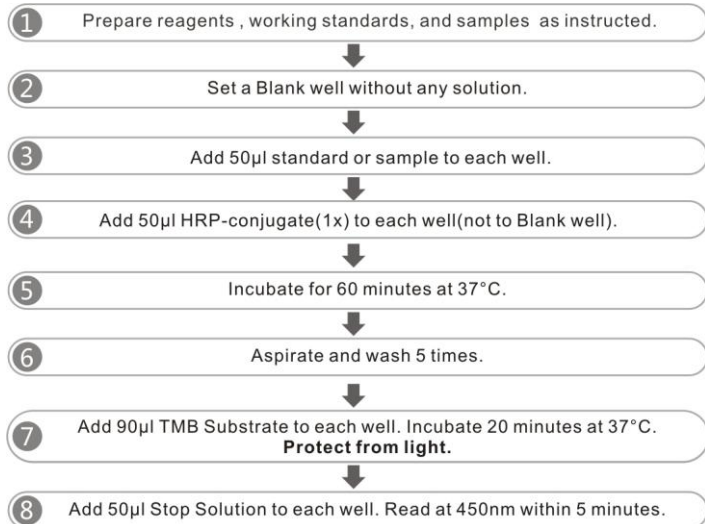 1 Prepare reagents , working standards, and samples as instructed.
2 Set a Blank well without any solution.
3 Add 50μl standard or sample to each well.
4 Add 50μl HRP-conjugate(1x) to each well(not to Blank well).
5 Incubate for 60 minutes at 37°C.
6 Aspirate and wash 5 times.
7 Add 90μl TMB Substrate to each well. Incubate 20 minutes at 37°C.
Protect from light.
8 Add 50μl Stop Solution to each well. Read at 450nm within 5 minutes.